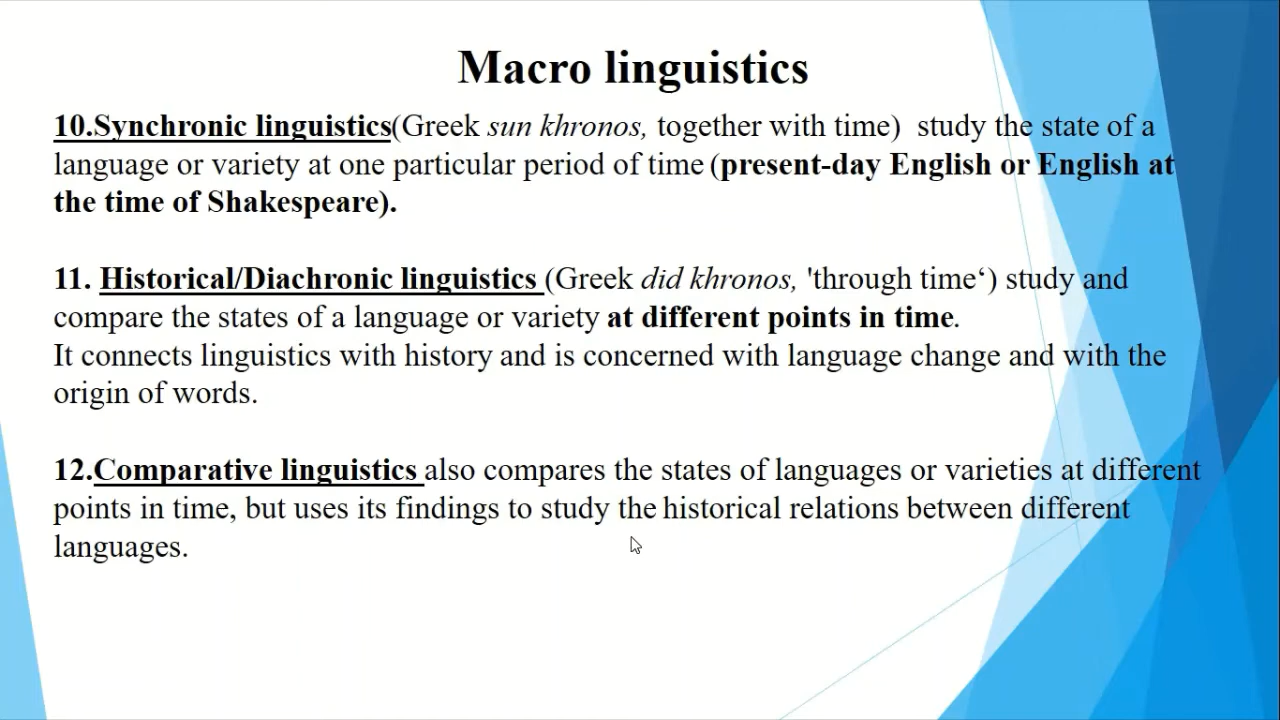 Macro linguistics
10.Synchronic linguistics(Greek sun khronos, together with time)  study the state of a
language or variety at one particular period of time (present-day English or English at
the time of Shakespeare).
11. Historical/Diachronic linguistics (Greek did khronos, 'through time‘) study and
compare the states of a language or variety at different points in time.
It connects linguistics with history and is concerned with language change and with the
origin of words.
12.Comparative linguistics also compares the states of languages or varieties at different
points in time, but uses its findings to study the historical relations between different
languages.